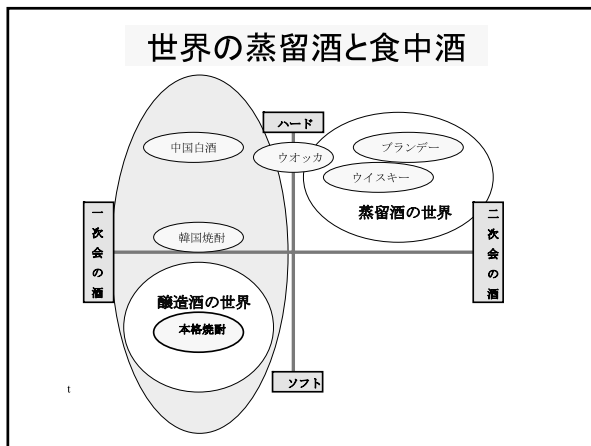 世界の蒸留酒と食中酒
ハード
中国白酒
ウオッカ
ブランデー
ウイスキー
蒸留酒の世界
一次会の酒
韓国焼酎
二次会の酒
醸造酒の世界
本格焼酎
ソフト
t